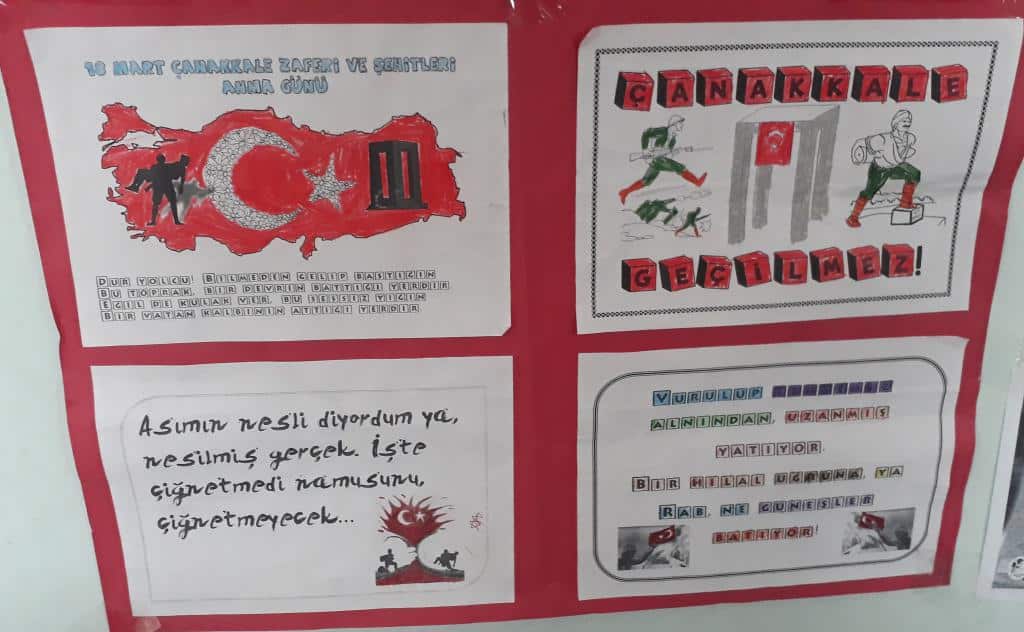 18 MART ÇANAKKALE ZAFERİ VE ŞEHİTLERİ
ANMA GÜNÜ
DUR YOLCU! BİLMEDEN GELİP BASTIĞIN
BU TOPRAK, BİR DEVRİN BATTIĞI YERDİR.
EĞİL DE KULAK VER, BU SESSİZ YIĞIN
BİR VATAN KALBİNİN ATTIĞI YERDİR.
ÇANAKKALE
GEÇİLMEZ!
Asımın nesli diyordum ya,
nesilmiş gerçek. İşte
çiğnetmedi namusunu,
çiğnetmeyecek...
VURULUP
ALNINDAN, UZANMIŞ
YATIYOR.
BİR HİLAL UĞRUNA, YA
RAB, NE GÜNEŞLER
BATIYOR!